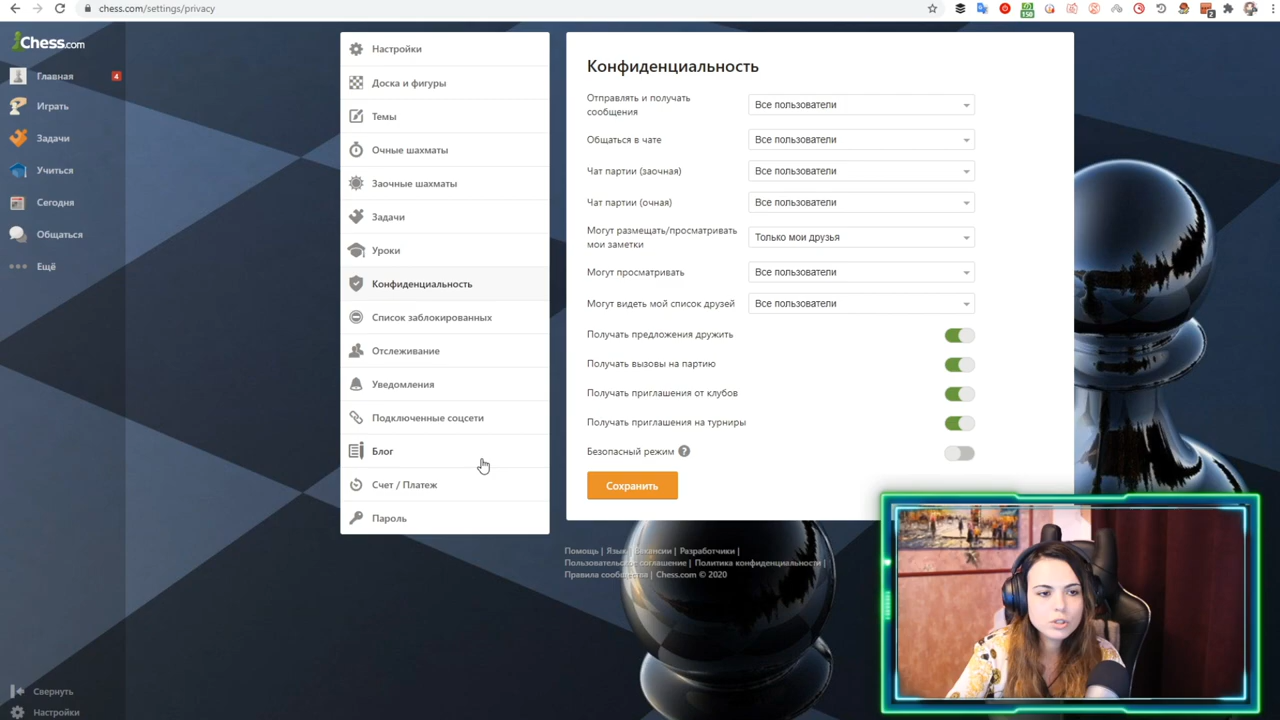 chess.com/settings/privacy
150
2
Chess.com
Главная
4
Играть
Задачи
Учиться
Сегодня
Общаться
Ещё
Свернуть
Настройки
Настройки
Доска и фигуры
Темы
Очные шахматы
Заочные шахматы
Задачи
Уроки
Конфиденциальность
Список заблокированных
Отслеживание
Уведомления
Подключенные соцсети
Блог
Счет / Платеж
Пароль
Конфиденциальность
Отправлять и получать
сообщения
Все пользователи
Общаться в чате
Все пользователи
Чат партии (заочная)
Все пользователи
Чат партии (очная)
Все пользователи
Могут размещать/просматривать
мои заметки
Только мои друзья
Могут просматривать
Все пользователи
Могут видеть мой список друзей
Все пользователи
Получать предложения дружить
Получать вызовы на партию
Получать приглашения от клубов
Получать приглашения на турниры
Безопасный режим ?
Сохранить
Помощь | Язык | Вакансии | Разработчики |
Пользовательское соглашение | Политика конфиденциальности |
Правила сообщества | Chess.com © 2020